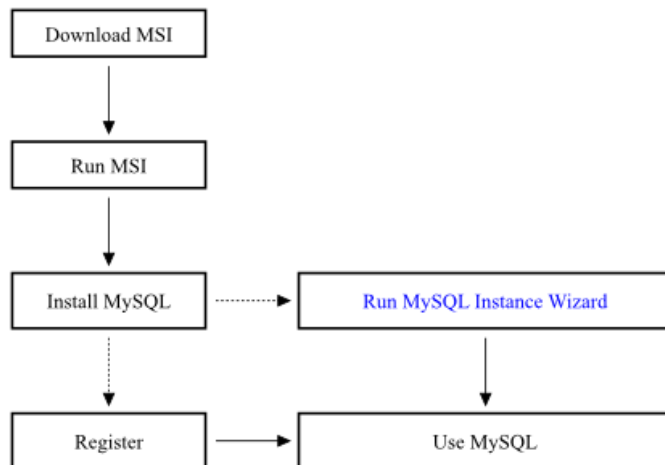 Download MSI
Run MSI
Install MySQL
Run MySQL Instance Wizard
Register
Use MySQL